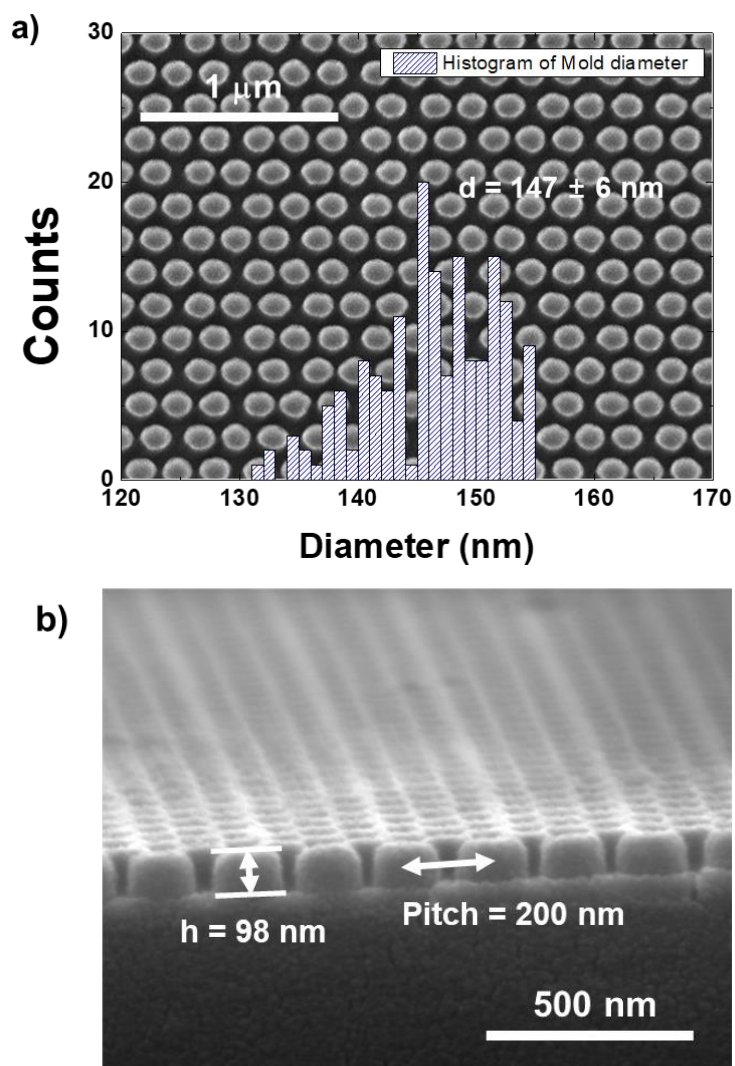 a)
30
Histogram of Mold diameter
1 μm
20
d = 147 ± 6 nm
Counts
10
0
120 130 140 150 160 170
Diameter (nm)
b)
h = 98 nm
Pitch = 200 nm
500 nm